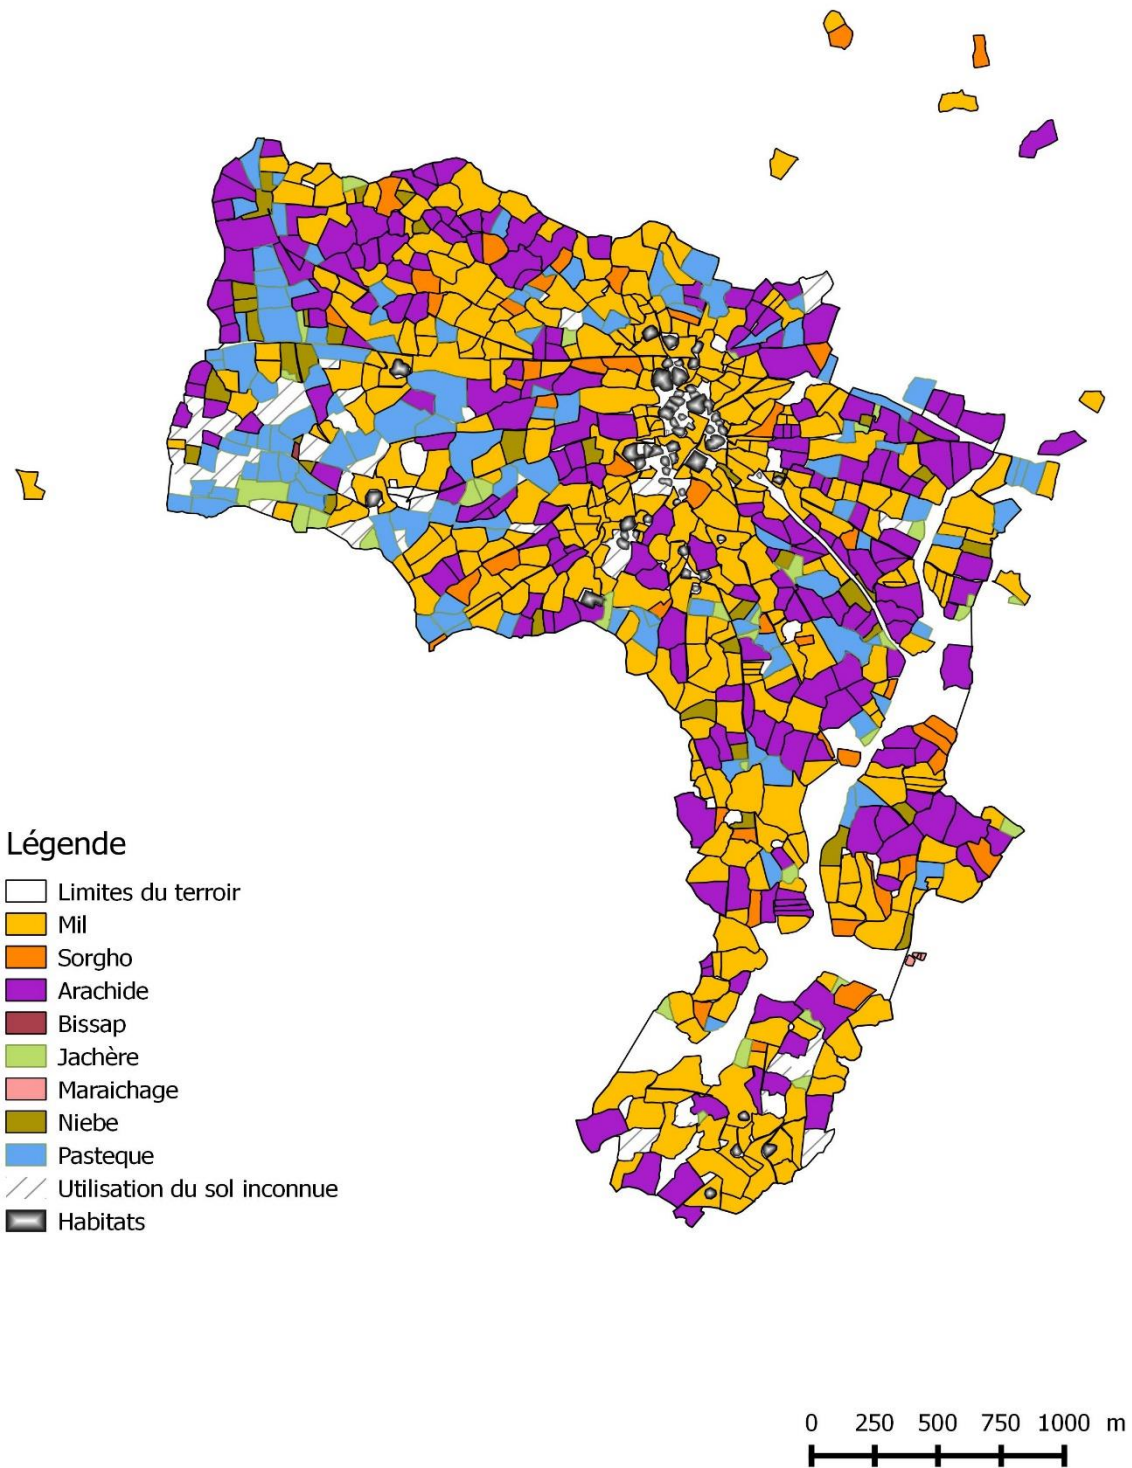 Légende
Limites du terroir
Mil
Sorgho
Arachide
Bissap
Jachère
Maraichage
Niebe
Pasteque
Utilisation du sol inconnue
Habitats
0 250 500 750 1000 m